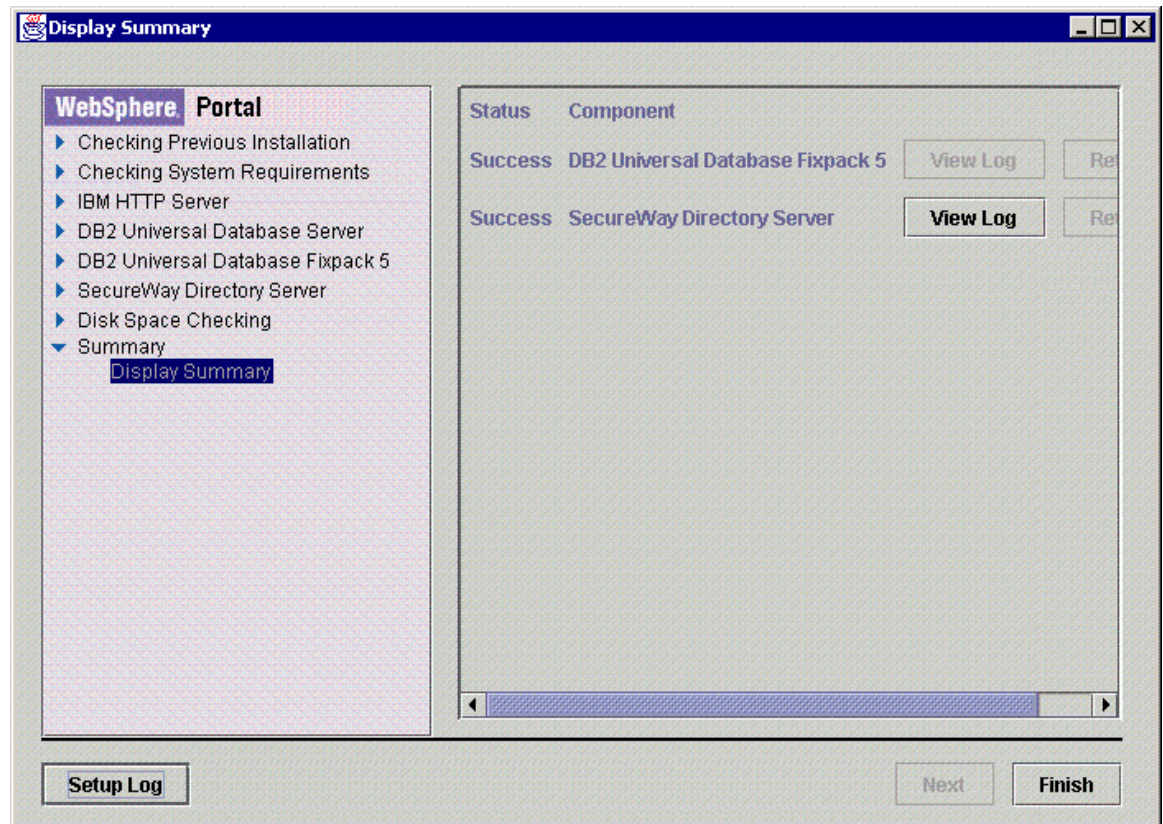 Display Summary
WebSphere. Portal
Checking Previous Installation
Checking System Requirements
IBM HTTP Server
DB2 Universal Database Server
DB2 Universal Database Fixpack 5
SecureWay Directory Server
Disk Space Checking
Summary
Display Summary
Status Component
Success DB2 Universal Database Fixpack 5 View Log
Success SecureWay Directory Server View Log
Setup Log
Next Finish